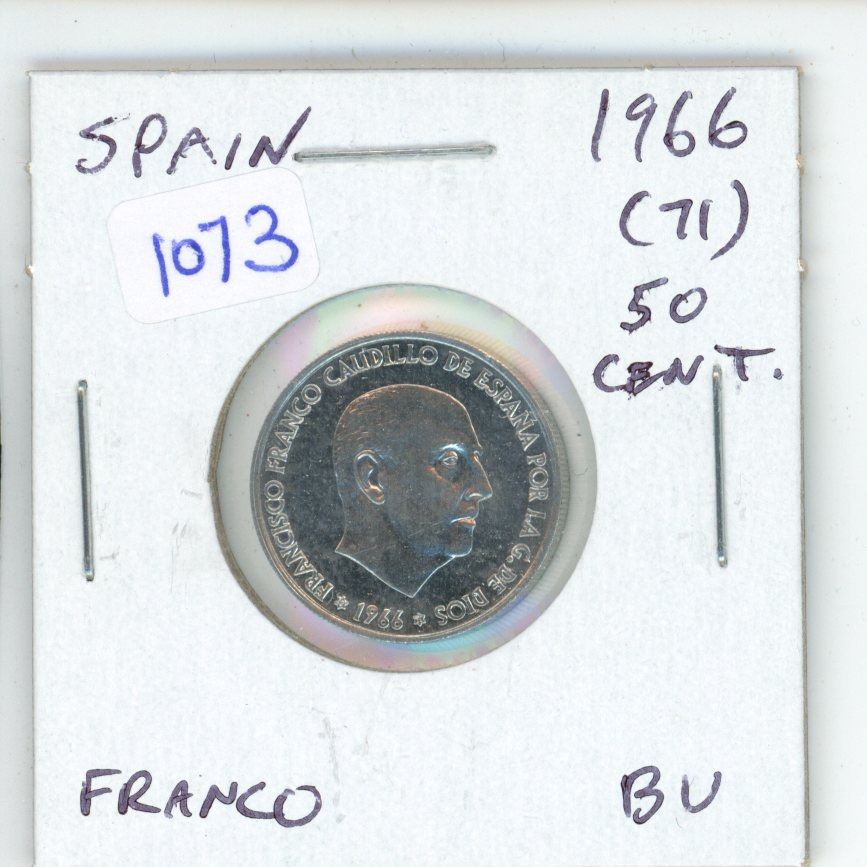 SPAIN
1966
(71)
1073
50
CENT.
FRANCISCO FRANCO CAUDILLO DE ESPAÑA POR LA G. DE DIOS
* 1966 *
FRANCO
BU